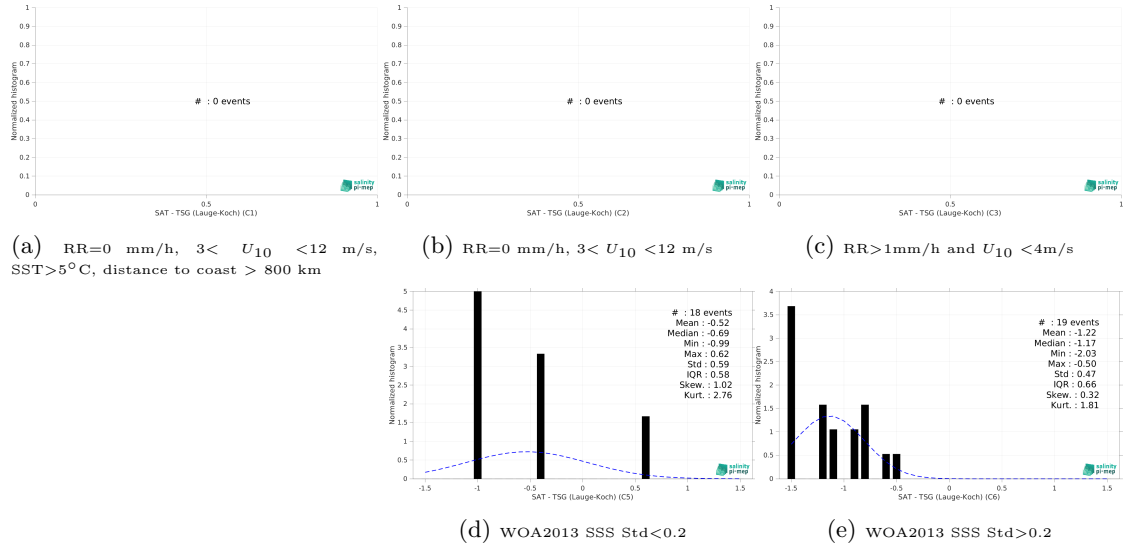 1
0.9
0.8
0.7
0.6
0.5
0.4
0.3
0.2
0.1
0
Normalized histogram
# : 0 events
salinity
pi-mep
0 0.5 1
SAT - TSG (Lauge-Koch) (C1)
(a) RR=0 mm/h, 3< U10 <12 m/s,
SST>5°C, distance to coast > 800 km
1
0.9
0.8
0.7
0.6
0.5
0.4
0.3
0.2
0.1
0
Normalized histogram
# : 0 events
salinity
pi-mep
0 0.5 1
SAT - TSG (Lauge-Koch) (C2)
(b) RR=0 mm/h, 3< U10 <12 m/s
1
0.9
0.8
0.7
0.6
0.5
0.4
0.3
0.2
0.1
0
Normalized histogram
# : 0 events
salinity
pi-mep
0 0.5 1
SAT - TSG (Lauge-Koch) (C3)
(c) RR>1mm/h and U10 <4m/s
5
4.5
4
3.5
3
2.5
2
1.5
1
0.5
0
Normalized histogram
# : 18 events
Mean : -0.52
Median : -0.69
Min : -0.99
Max : 0.62
Std : 0.59
IQR : 0.58
Skew. : 1.02
Kurt. : 2.76
salinity
pi-mep
-1.5 -1 -0.5 0 0.5 1 1.5
SAT - TSG (Lauge-Koch) (C5)
(d) WOA2013 SSS Std<0.2
4
3.5
3
2.5
2
1.5
1
0.5
0
Normalized histogram
# : 19 events
Mean : -1.22
Median : -1.17
Min : -2.03
Max : -0.50
Std : 0.47
IQR : 0.66
Skew. : 0.32
Kurt. : 1.81
salinity
pi-mep
-1.5 -1 -0.5 0 0.5 1 1.5
SAT - TSG (Lauge-Koch) (C6)
(e) WOA2013 SSS Std>0.2